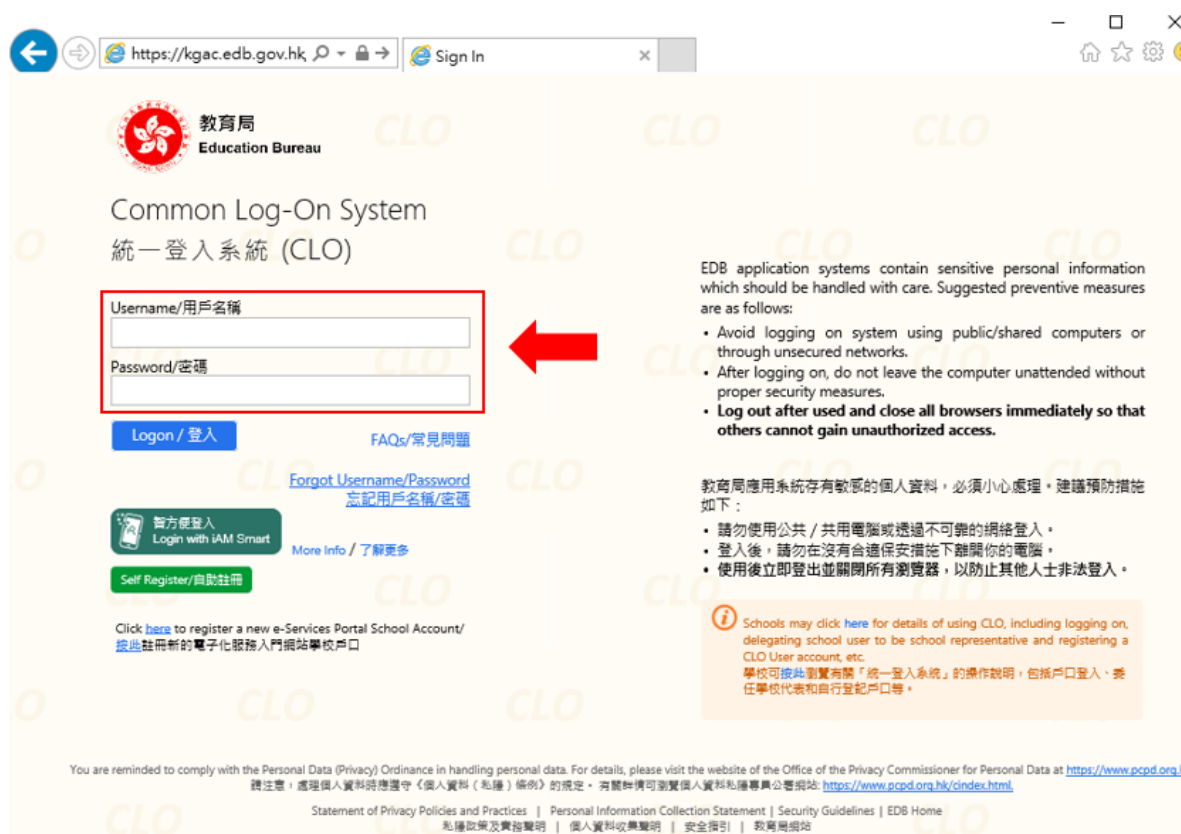 https://kgac.edb.gov.hk
Sign In
教育局
Education Bureau
Common Log-On System
統一登入系統 (CLO)
Username/用戶名稱
Password/密碼
Logon / 登入
FAQs/常見問題
Forgot Username/Password
忘記用戶名稱/密碼
智方便登入
Login with iAM Smart
More Info / 了解更多
Self Register/自助註冊
Click here to register a new e-Services Portal School Account/
按此註冊新的電子化服務入門網站學校戶口
EDB application systems contain sensitive personal information
which should be handled with care. Suggested preventive measures
are as follows:
• Avoid logging on system using public/shared computers or
through unsecured networks.
• After logging on, do not leave the computer unattended without
proper security measures.
• Log out after used and close all browsers immediately so that
others cannot gain unauthorized access.
教育局應用系統存有敏感的個人資料，必須小心處理。建議預防措施
如下：
• 請勿使用公共 / 共用電腦或透過不可靠的網絡登入。
• 登入後，請勿在沒有合適保安措施下離開你的電腦。
• 使用後立即登出並關閉所有瀏覽器，以防止其他人士非法登入。
Schools may click here for details of using CLO, including logging on,
delegating school user to be school representative and registering a
CLO User account, etc.
學校可按此瀏覽有關「統一登入系統」的操作說明，包括戶口登入、委
任學校代表和自行登記戶口等。
You are reminded to comply with the Personal Data (Privacy) Ordinance in handling personal data. For details, please visit the website of the Office of the Privacy Commissioner for Personal Data at https://www.pcpd.org.
請注意，處理個人資料時應遵守《個人資料（私隱）條例》的規定。有關詳情可瀏覽個人資料私隱專員公署網站: https://www.pcpd.org.hk/cindex.html.
Statement of Privacy Policies and Practices | Personal Information Collection Statement | Security Guidelines | EDB Home
私隱政策及實務聲明 | 個人資料收集聲明 | 安全指引 | 教育局網站